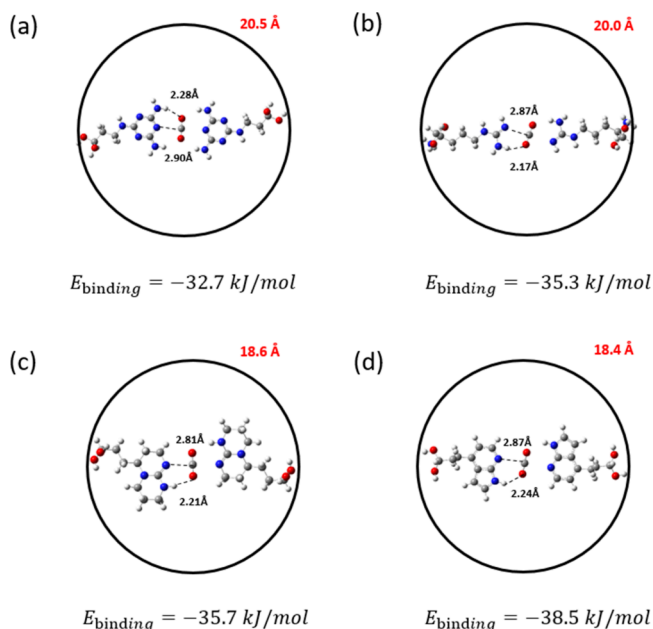 (a)
20.5 Å
2.28Å
2.90Å
E_binding = −32.7 kJ/mol
(b)
20.0 Å
2.87Å
2.17Å
E_binding = −35.3 kJ/mol
(c)
18.6 Å
2.81Å
2.21Å
E_binding = −35.7 kJ/mol
(d)
18.4 Å
2.87Å
2.24Å
E_binding = −38.5 kJ/mol